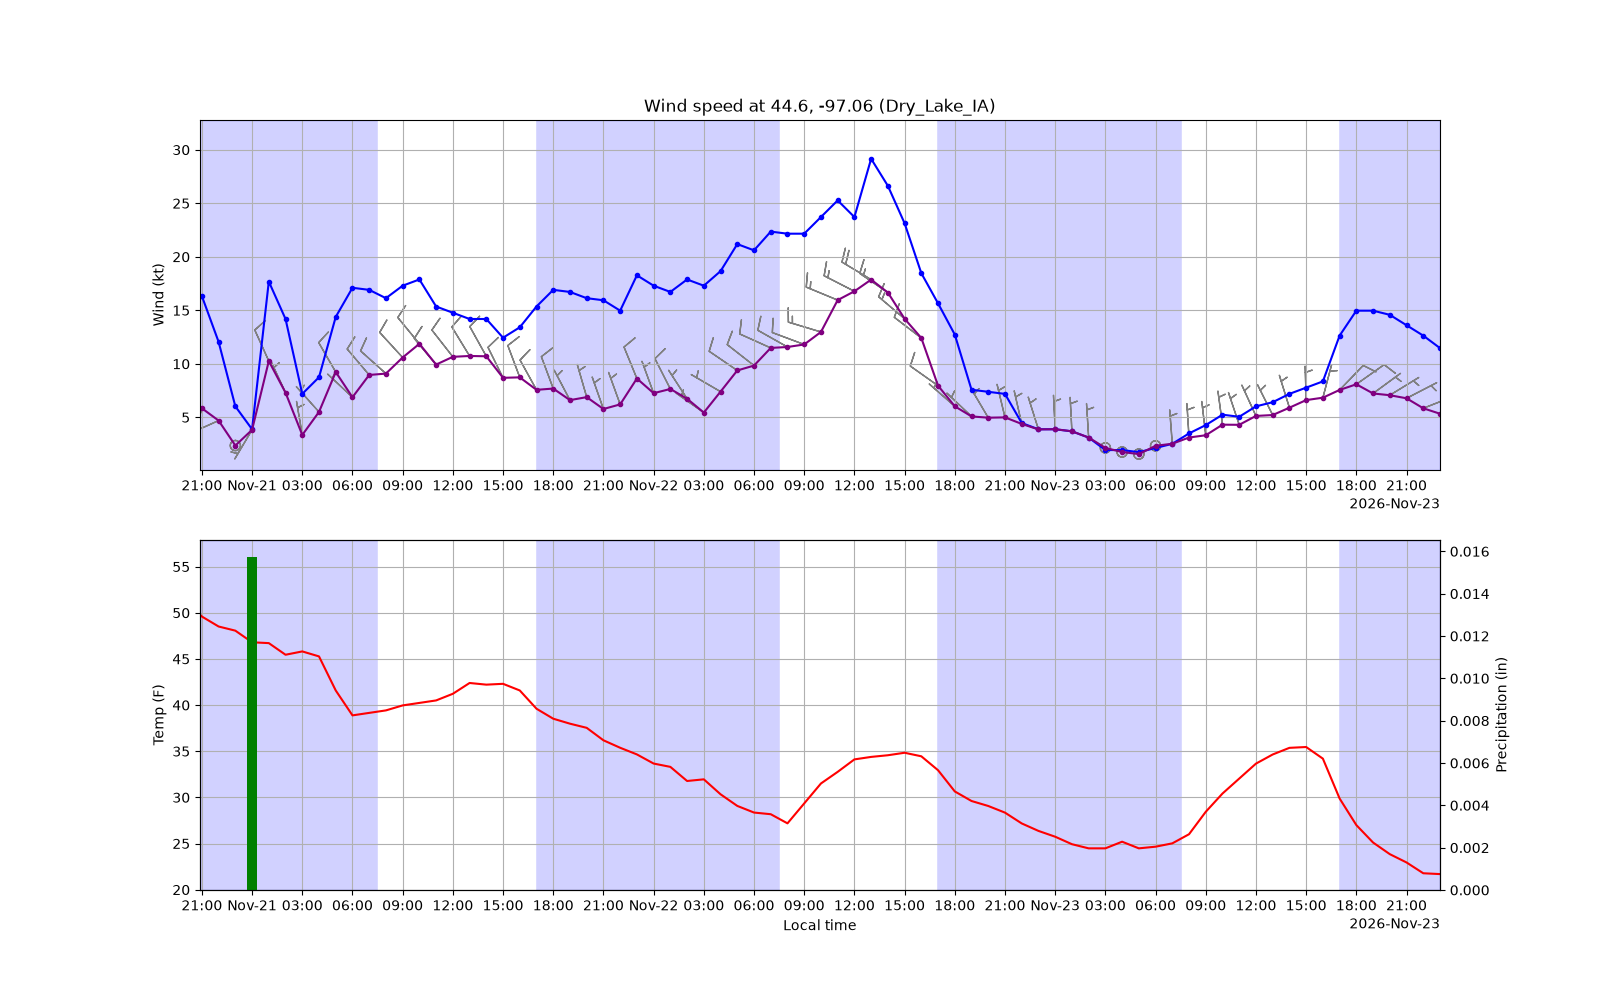 Wind speed at 44.6, -97.06 (Dry_Lake_IA)
30
25
20
15
10
5
Wind (kt)
21:00 Nov-21 03:00 06:00 09:00 12:00 15:00 18:00 21:00 Nov-22 03:00 06:00 09:00 12:00 15:00 18:00 21:00 Nov-23 03:00 06:00 09:00 12:00 15:00 18:00 21:00
2026-Nov-23
55
50
45
40
35
30
25
20
Temp (F)
0.016
0.014
0.012
0.010
0.008
0.006
0.004
0.002
0.000
Precipitation (in)
21:00 Nov-21 03:00 06:00 09:00 12:00 15:00 18:00 21:00 Nov-22 03:00 06:00 09:00 12:00 15:00 18:00 21:00 Nov-23 03:00 06:00 09:00 12:00 15:00 18:00 21:00
Local time
2026-Nov-23